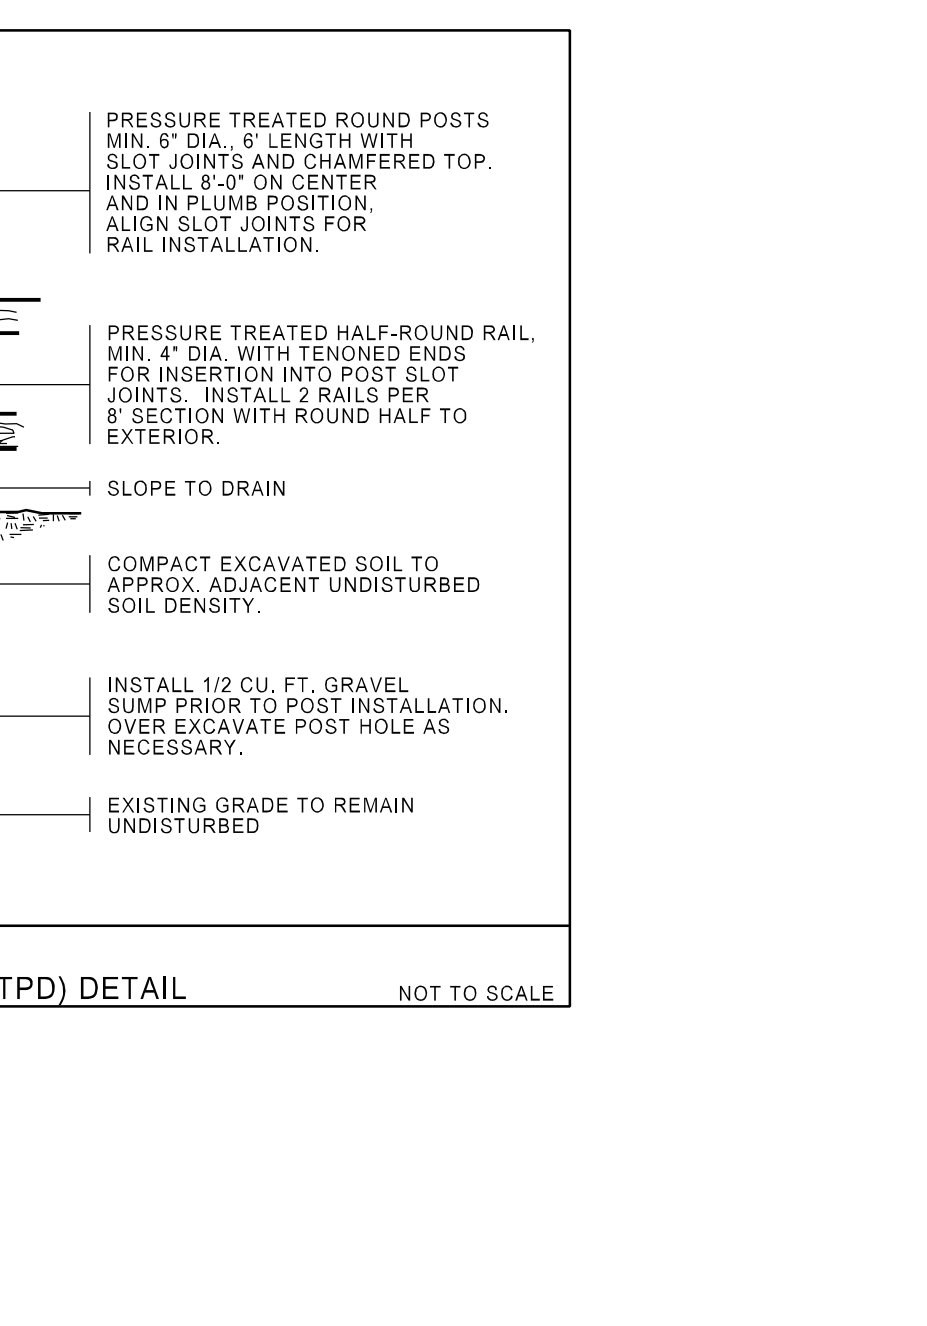 PRESSURE TREATED ROUND POSTS
MIN. 6" DIA., 6' LENGTH WITH
SLOT JOINTS AND CHAMFERED TOP.
INSTALL 8'-0" ON CENTER
AND IN PLUMB POSITION,
ALIGN SLOT JOINTS FOR
RAIL INSTALLATION.
PRESSURE TREATED HALF-ROUND RAIL,
MIN. 4" DIA. WITH TENONED ENDS
FOR INSERTION INTO POST SLOT
JOINTS.  INSTALL 2 RAILS PER
8' SECTION WITH ROUND HALF TO
EXTERIOR.
SLOPE TO DRAIN
COMPACT EXCAVATED SOIL TO
APPROX. ADJACENT UNDISTURBED
SOIL DENSITY.
INSTALL 1/2 CU. FT. GRAVEL
SUMP PRIOR TO POST INSTALLATION.
OVER EXCAVATE POST HOLE AS
NECESSARY.
EXISTING GRADE TO REMAIN
UNDISTURBED
TPD) DETAIL
NOT TO SCALE